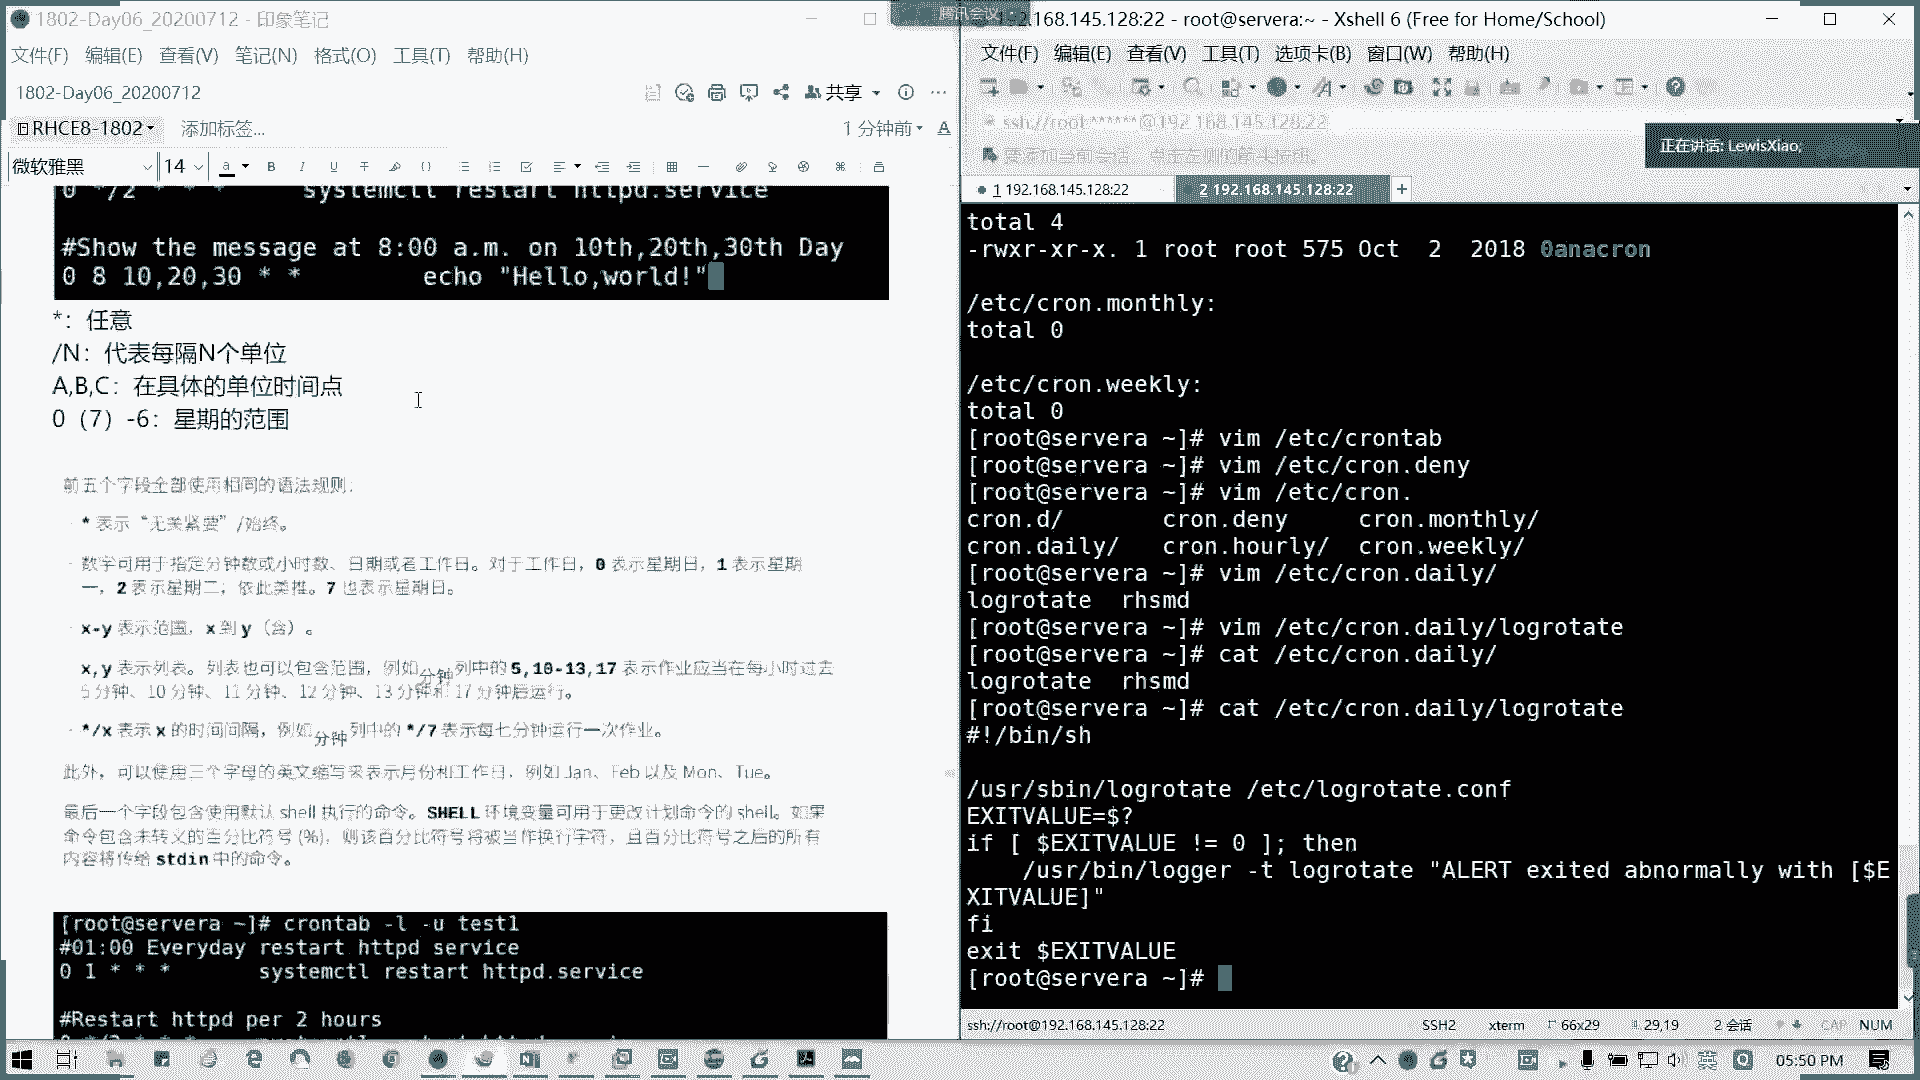 1802-Day06_20200712 - 印象笔记
文件(F) 编辑(E) 查看(V) 笔记(N) 格式(O) 工具(T) 帮助(H)
1802-Day06_20200712
共享
RHCE8-1802 添加标签...
1 分钟前
微软雅黑 14
0 */2 * * * systemctl restart httpd.service
#Show the message at 8:00 a.m. on 10th,20th,30th Day
0 8 10,20,30 * * echo "Hello,world!"
*：任意
/N：代表每隔N个单位
A,B,C：在具体的单位时间点
0（7）-6：星期的范围
前五个字段全部使用相同的语法规则：
· * 表示“无关紧要”/始终。
· 数字可用于指定分钟数或小时数、日期或者工作日。对于工作日，0 表示星期日，1 表示星期
一，2 表示星期二，依此类推。7 也表示星期日。
· x-y 表示范围，x 到 y（含）。
x,y 表示列表。列表也可以包含范围，例如 分钟 列中的 5,10-13,17 表示作业应当在每小时过去
5 分钟、10 分钟、11 分钟、12 分钟、13 分钟和 17 分钟后运行。
· */x 表示 x 的时间间隔，例如 分钟 列中的 */7 表示每七分钟运行一次作业。
此外，可以使用三个字母的英文缩写来表示月份和工作日，例如 Jan、Feb 以及 Mon、Tue。
最后一个字段包含使用默认 shell 执行的命令。SHELL 环境变量可用于更改计划命令的 shell。如果
命令包含未转义的百分比符号 (%)，则该百分比符号将被当作换行字符，且百分比符号之后的所有
内容将传给 stdin 中的命令。
[root@servera ~]# crontab -l -u test1
#01:00 Everyday restart httpd service
0 1 * * * systemctl restart httpd.service
#Restart httpd per 2 hours
腾讯会议
192.168.145.128:22 - root@servera:~ - Xshell 6 (Free for Home/School)
文件(F) 编辑(E) 查看(V) 工具(T) 选项卡(B) 窗口(W) 帮助(H)
ssh://root:******@192.168.145.128:22
要添加当前会话，点击左侧的箭头按钮。
正在讲话: LewisXiao;
1 192.168.145.128:22
2 192.168.145.128:22
total 4
-rwxr-xr-x. 1 root root 575 Oct  2  2018 0anacron
/etc/cron.monthly:
total 0
/etc/cron.weekly:
total 0
[root@servera ~]# vim /etc/crontab
[root@servera ~]# vim /etc/cron.deny
[root@servera ~]# vim /etc/cron.
cron.d/ cron.deny cron.monthly/
cron.daily/ cron.hourly/ cron.weekly/
[root@servera ~]# vim /etc/cron.daily/
logrotate rhsmd
[root@servera ~]# vim /etc/cron.daily/logrotate
[root@servera ~]# cat /etc/cron.daily/
logrotate rhsmd
[root@servera ~]# cat /etc/cron.daily/logrotate
#!/bin/sh
/usr/sbin/logrotate /etc/logrotate.conf
EXITVALUE=$?
if [ $EXITVALUE != 0 ]; then
/usr/bin/logger -t logrotate "ALERT exited abnormally with [$E
XITVALUE]"
fi
exit $EXITVALUE
[root@servera ~]#
ssh://root@192.168.145.128:22 SSH2 xterm 66x29 29,19 2 会话 CAP NUM
英
05:50 PM